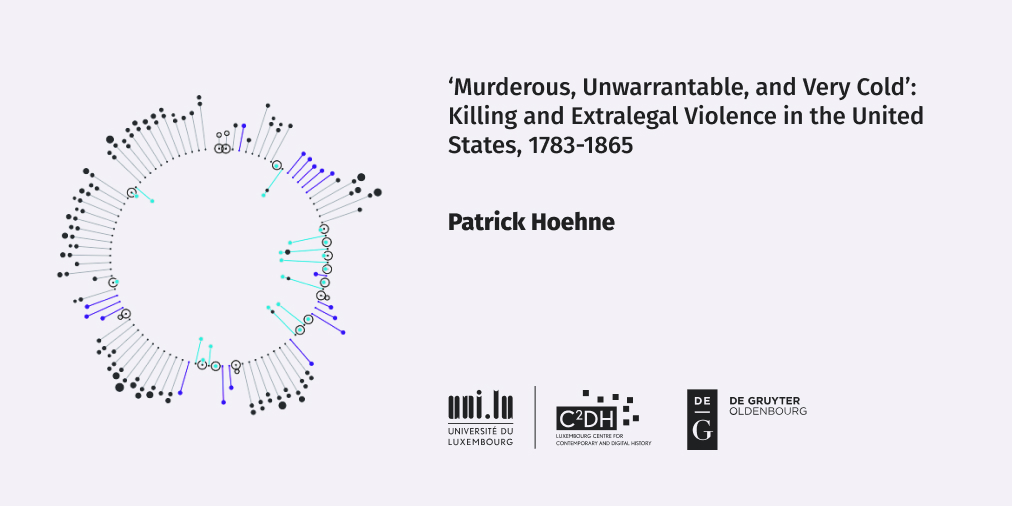 ‘Murderous, Unwarrantable, and Very Cold’:
Killing and Extralegal Violence in the United
States, 1783-1865
Patrick Hoehne
uni.lu
UNIVERSITÉ DU
LUXEMBOURG
C²DH
LUXEMBOURG CENTRE FOR
CONTEMPORARY AND DIGITAL HISTORY
DE
G
DE GRUYTER
OLDENBOURG